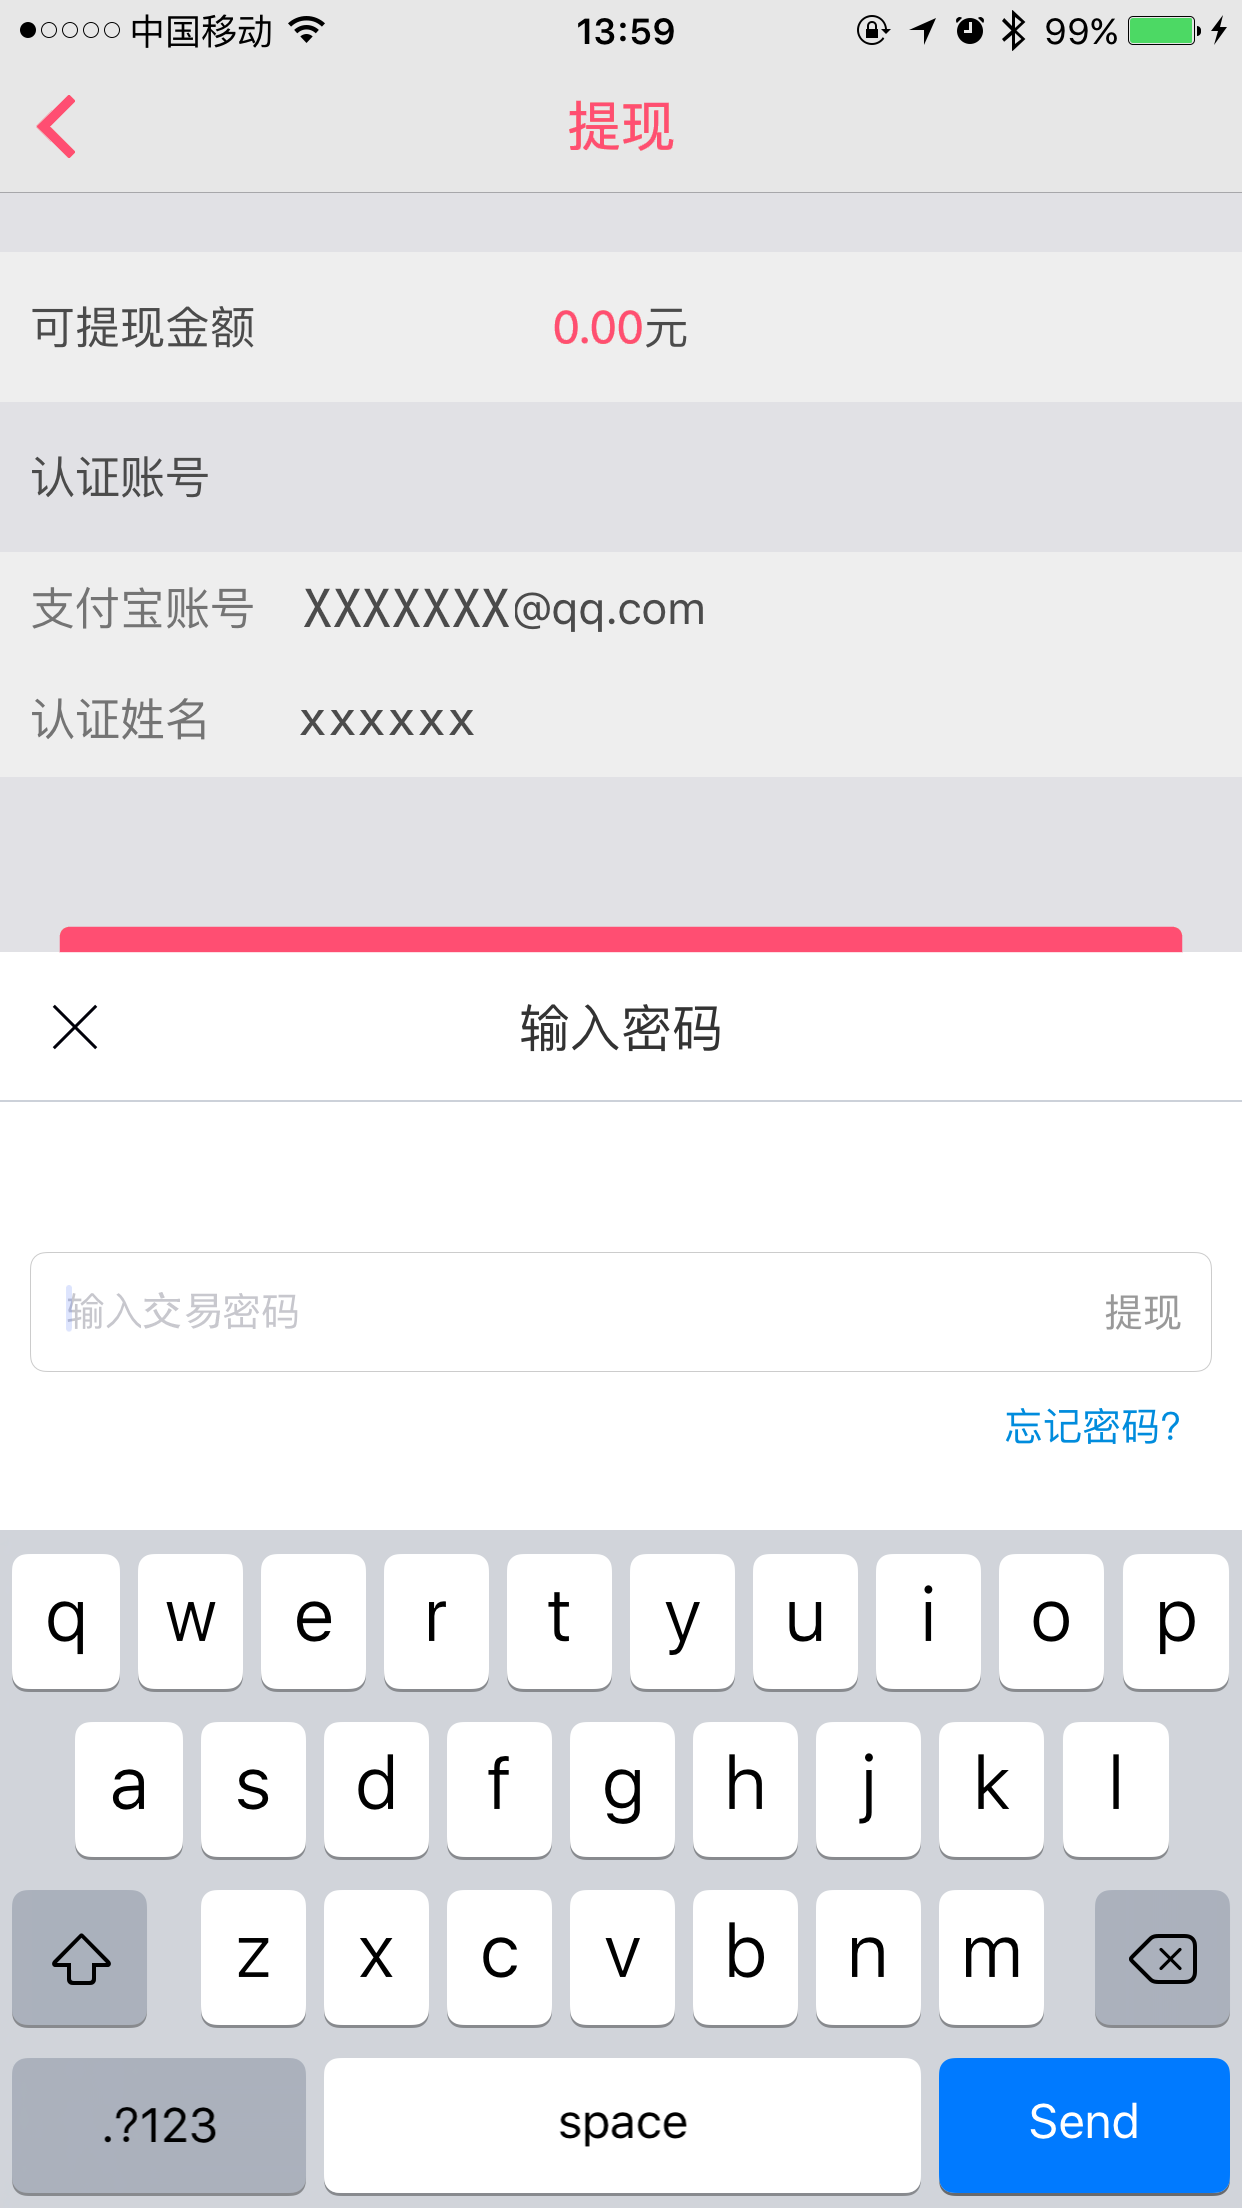 中国移动 13:59 99%
提现
可提现金额 0.00元
认证账号
支付宝账号 XXXXXXX@qq.com
认证姓名 xxxxxx
输入密码
输入交易密码 提现
忘记密码?
q w e r t y u i o p
a s d f g h j k l
z x c v b n m
.?123 space Send